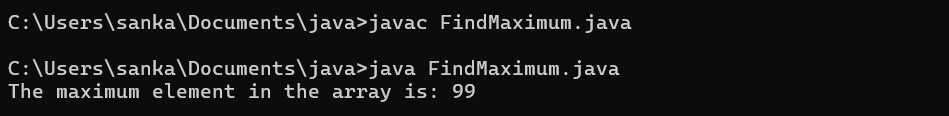 C:\Users\sanka\Documents\java>javac FindMaximum.java
C:\Users\sanka\Documents\java>java FindMaximum.java
The maximum element in the array is: 99